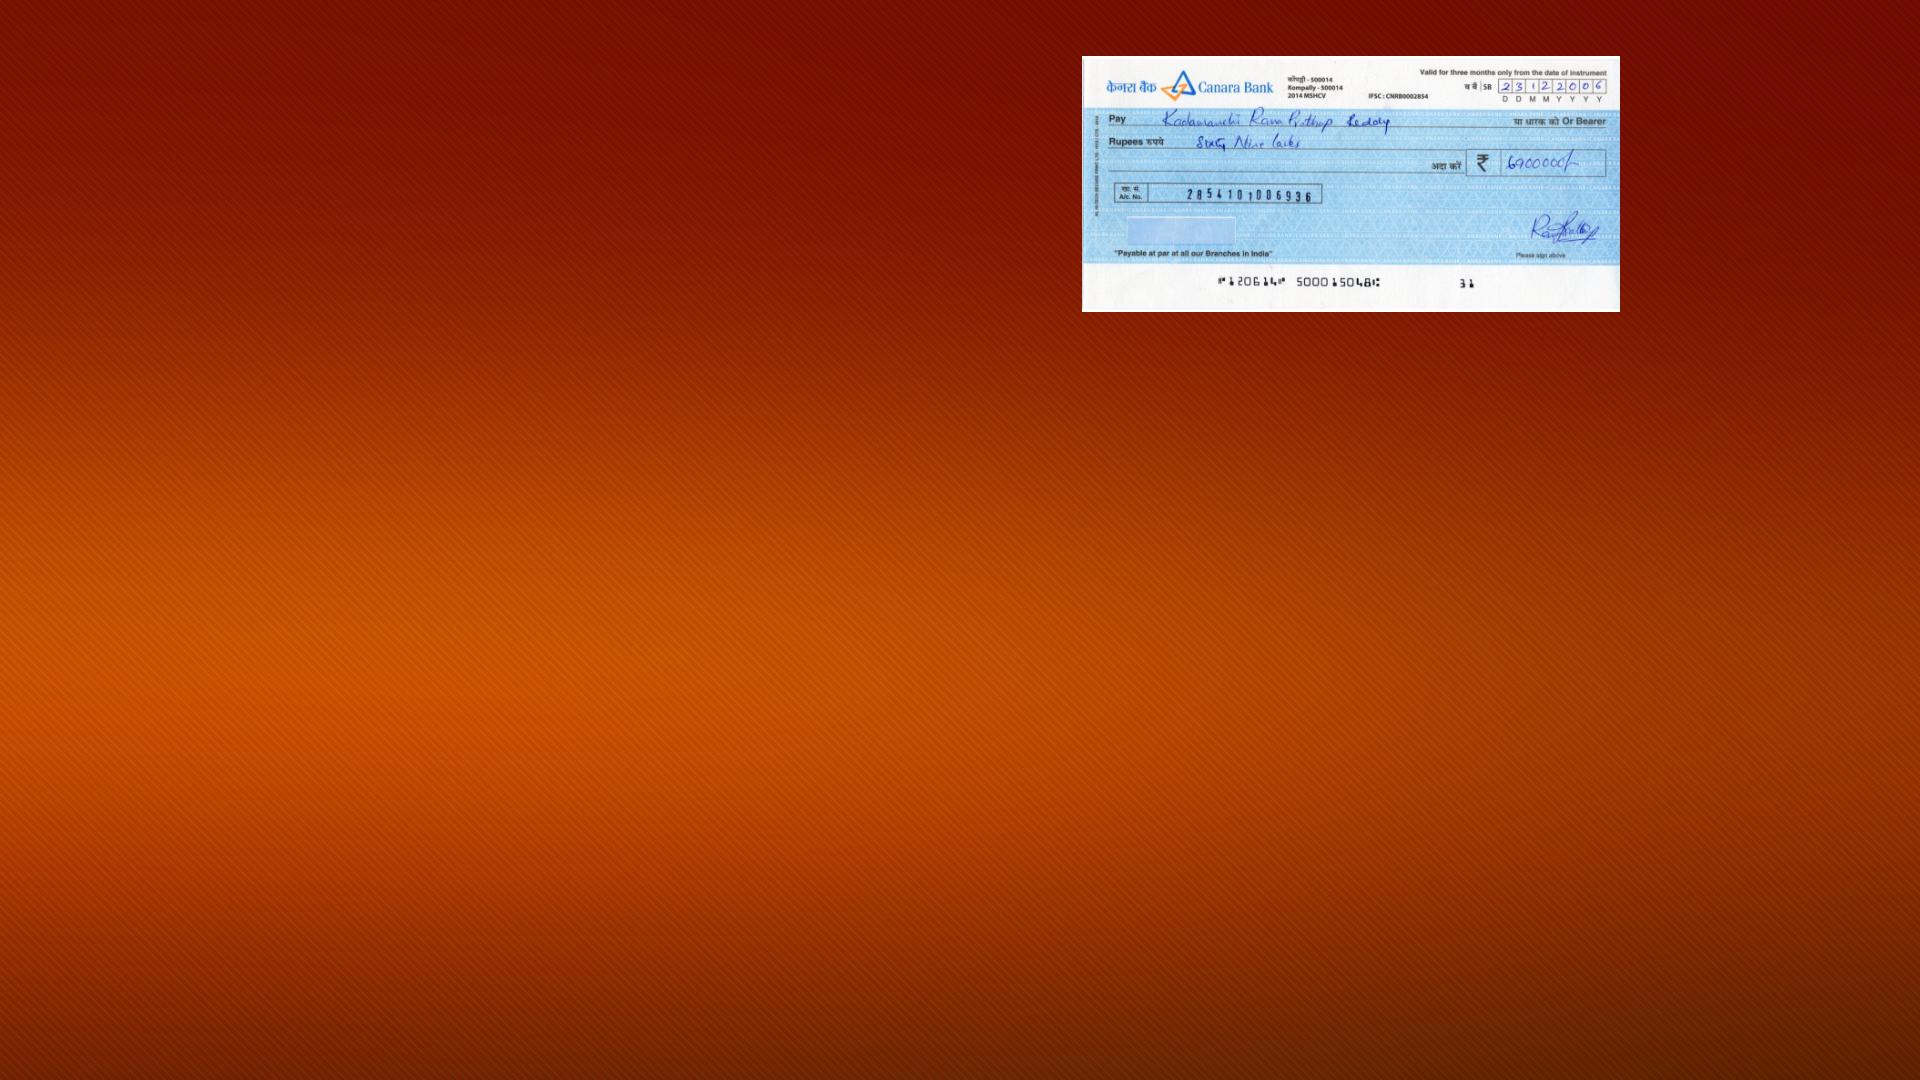 Valid for three months only from the date of instrument
केनरा बैंक Canara Bank
कोंपल्ली - 500014
Kompally - 500014
2014 MSHCV
IFSC : CNRB0002854
ब बैं SB 2 3 1 2 2 0 0 6
D D M M Y Y Y Y
Pay Rana Prathap Reddy या धारक को Or Bearer
Rupees रुपये Sixty Nine lacks
अदा करें ₹ 6900000/-
खा. सं.
A/c. No. 2854101006936
"Payable at par at all our Branches in India"
Please sign above
⑈120614⑈ 500015048⑆ 31